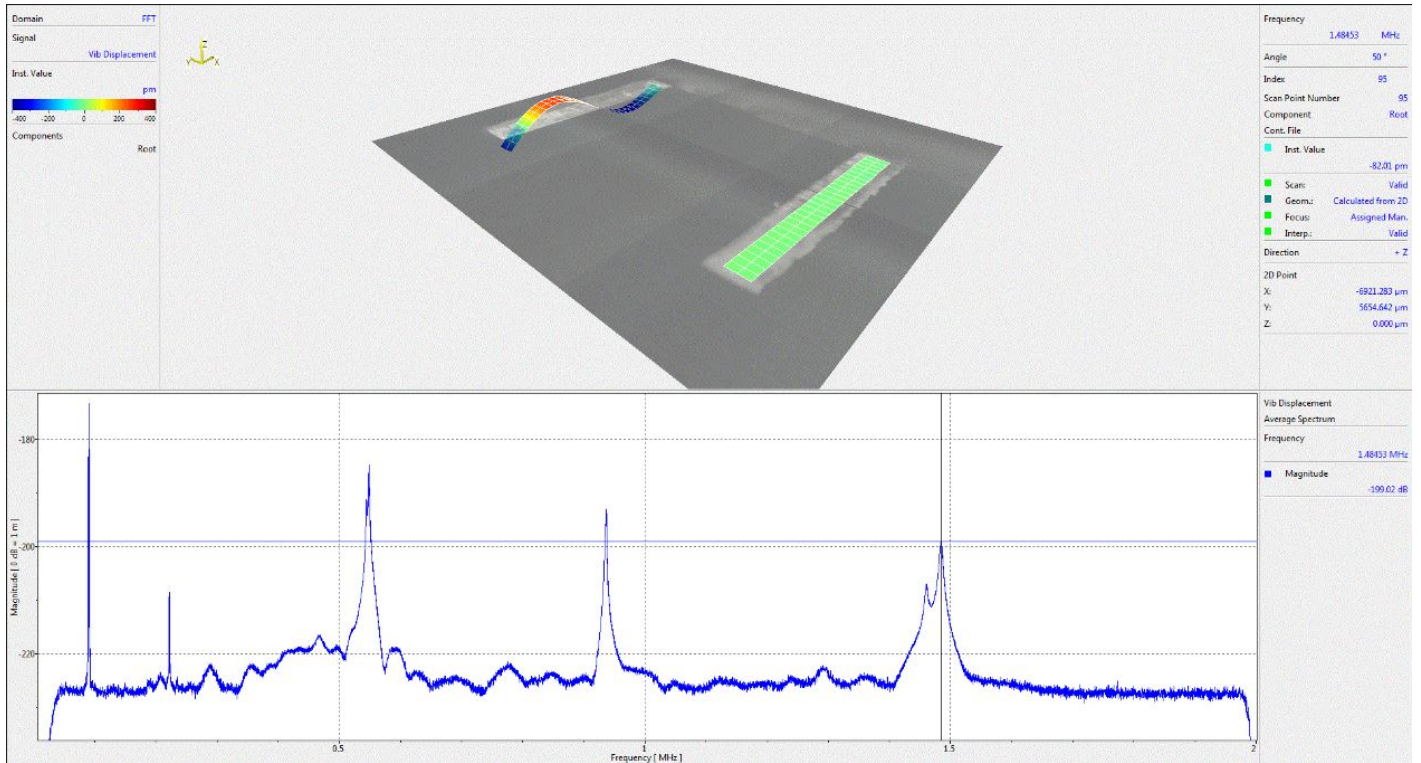 Domain FFT
Signal
Vib Displacement
Inst. Value
pm
-400 -200 0 200 400
Components
Root
Z
Y X
Frequency
1.48453 MHz
Angle 50 °
Index 95
Scan Point Number 95
Component Root
Cont. File
Inst. Value
-82.01 pm
Scan: Valid
Geom.: Calculated from 2D
Focus: Assigned Man.
Interp.: Valid
Direction + Z
2D Point
X: -6921.283 µm
Y: 5654.642 µm
Z: 0.000 µm
Magnitude [ 0 dB = 1 m ]
-180
-200
-220
0.5 1 1.5 2
Frequency [ MHz ]
Vib Displacement
Average Spectrum
Frequency
1.48453 MHz
Magnitude
-199.02 dB